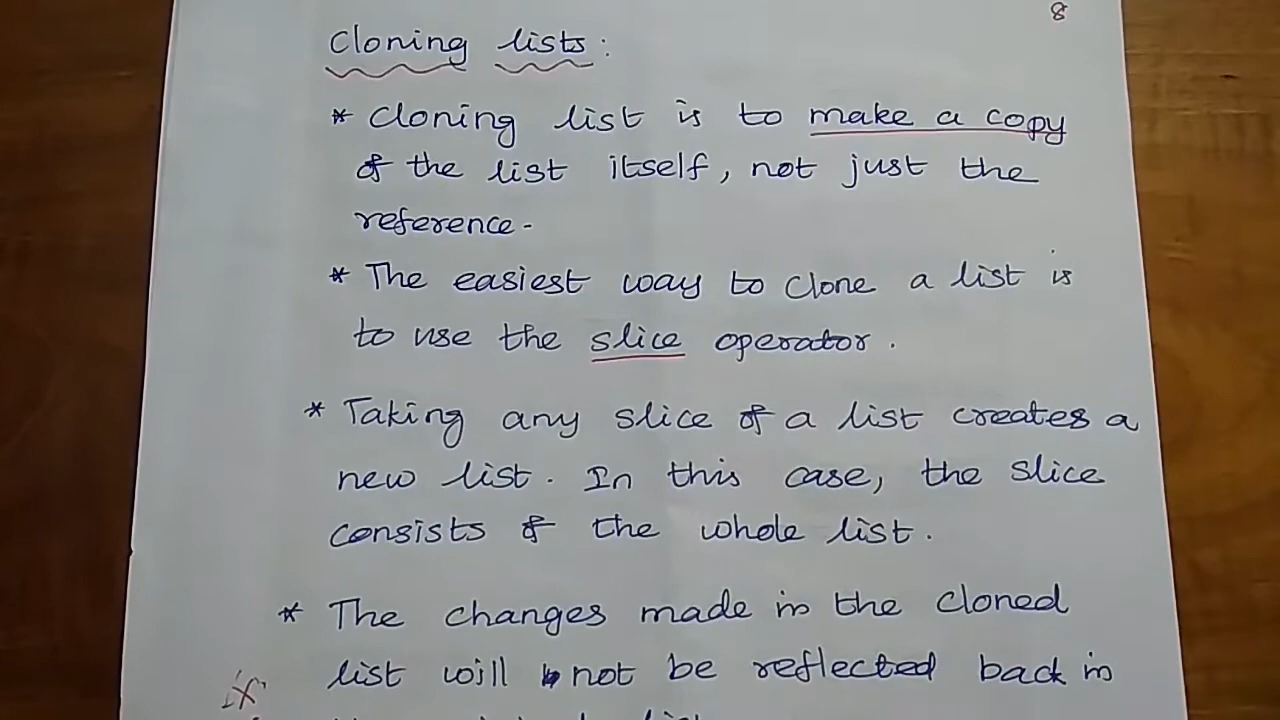 8
Cloning lists:
* Cloning list is to make a copy
of the list itself, not just the
reference.
* The easiest way to clone a list is
to use the slice operator.
* Taking any slice of a list creates a
new list. In this case, the slice
consists of the whole list.
* The changes made in the cloned
list will not be reflected back in